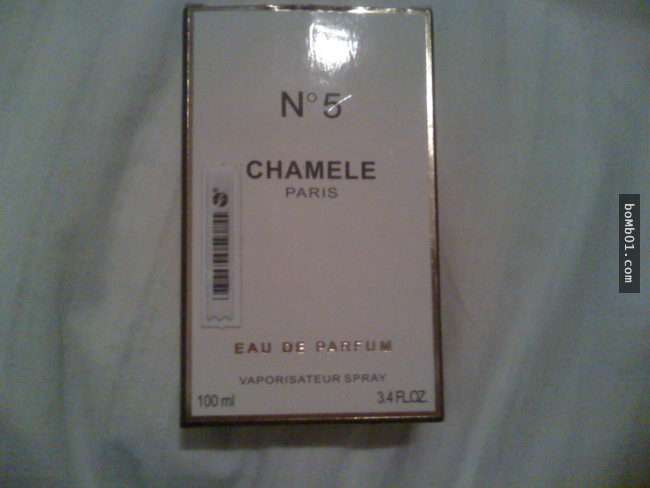 N° 5
CHAMELE
PARIS
EAU DE PARFUM
VAPORISATEUR SPRAY
100 ml
3.4 FL.OZ.
boMb01.com